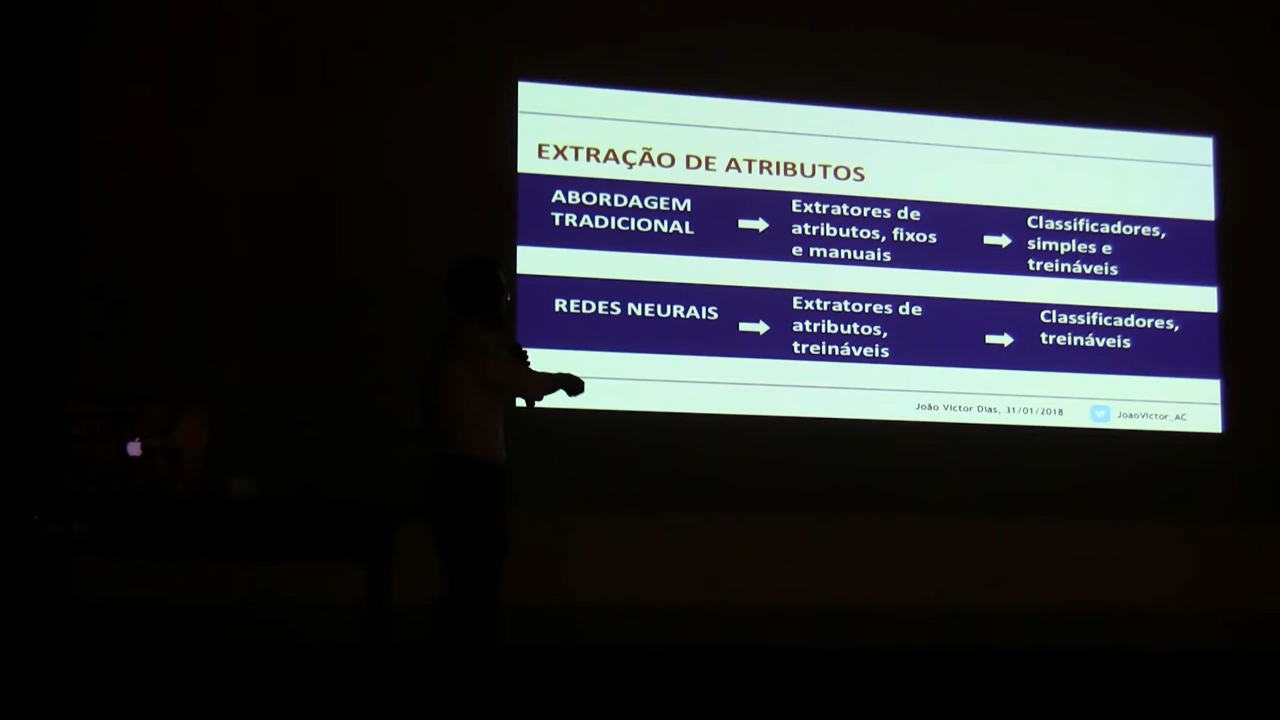 EXTRAÇÃO DE ATRIBUTOS
ABORDAGEM
TRADICIONAL
Extratores de
atributos, fixos
e manuais
Classificadores,
simples e
treináveis
REDES NEURAIS
Extratores de
atributos,
treináveis
Classificadores,
treináveis
João Victor Dias, 31/01/2018
JoaoVictor_AC